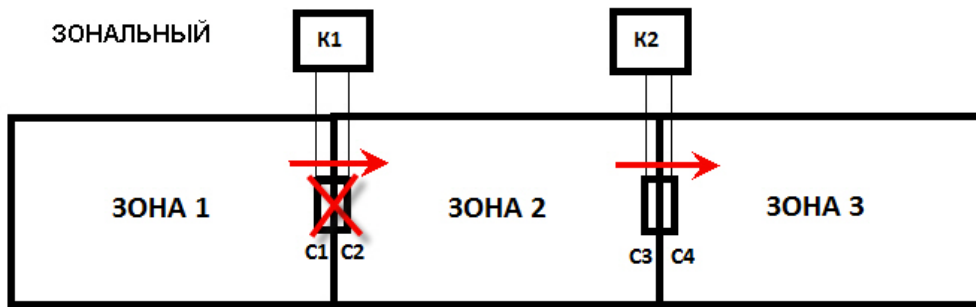 ЗОНАЛЬНЫЙ
К1
К2
ЗОНА 1
ЗОНА 2
ЗОНА 3
С1 С2
С3 С4